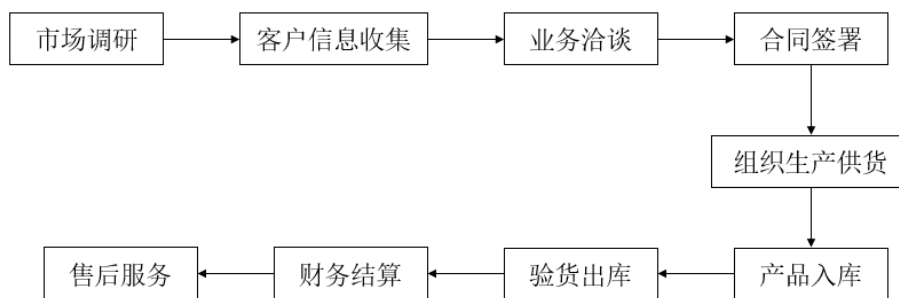 市场调研
客户信息收集
业务洽谈
合同签署
组织生产供货
产品入库
验货出库
财务结算
售后服务